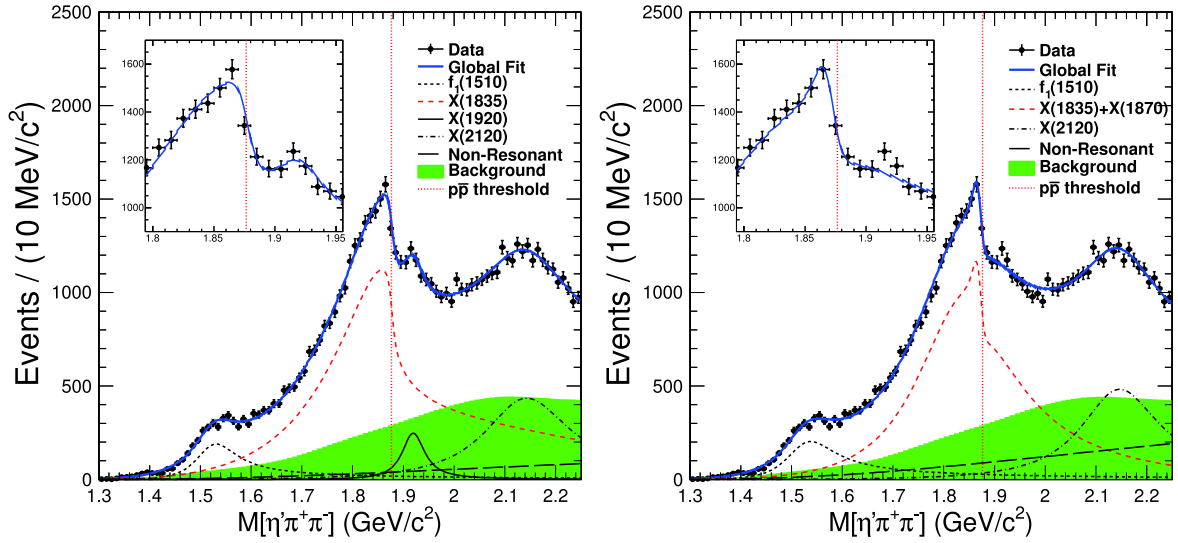 Events / (10 MeV/c²)
2500
2000
1500
1000
500
0
1600
1400
1200
1000
1.8 1.85 1.9 1.95
Data
Global Fit
f₁(1510)
X(1835)
X(1920)
X(2120)
Non-Resonant
Background
pp̅ threshold
1.3 1.4 1.5 1.6 1.7 1.8 1.9 2 2.1 2.2
M[η'π⁺π⁻] (GeV/c²)
Events / (10 MeV/c²)
2500
2000
1500
1000
500
0
1600
1400
1200
1000
1.8 1.85 1.9 1.95
Data
Global Fit
f₁(1510)
X(1835)+X(1870)
X(2120)
Non-Resonant
Background
pp̅ threshold
1.3 1.4 1.5 1.6 1.7 1.8 1.9 2 2.1 2.2
M[η'π⁺π⁻] (GeV/c²)